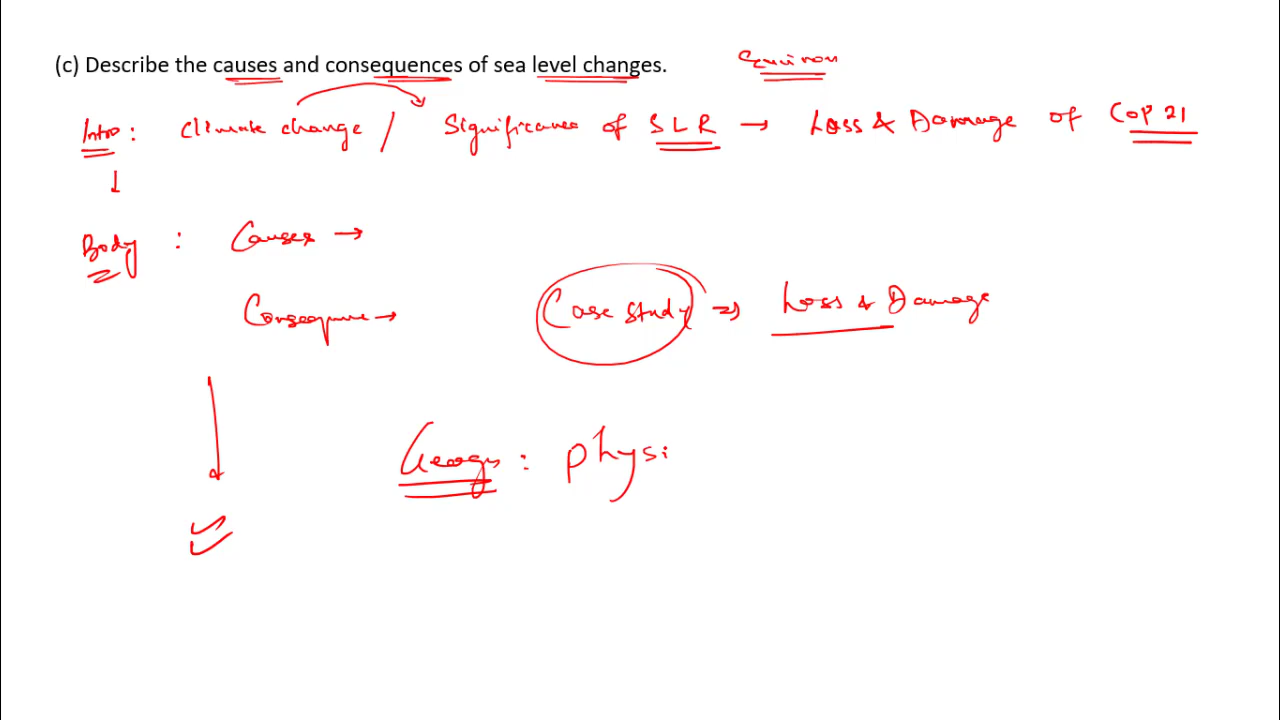 (c) Describe the causes and consequences of sea level changes. Environ
Intro: Climate change / Significance of SLR → Loss & Damage of COP 21
Body : Causes →
Consequence → Case study ⇒ Loss & Damage
Geogr : physi